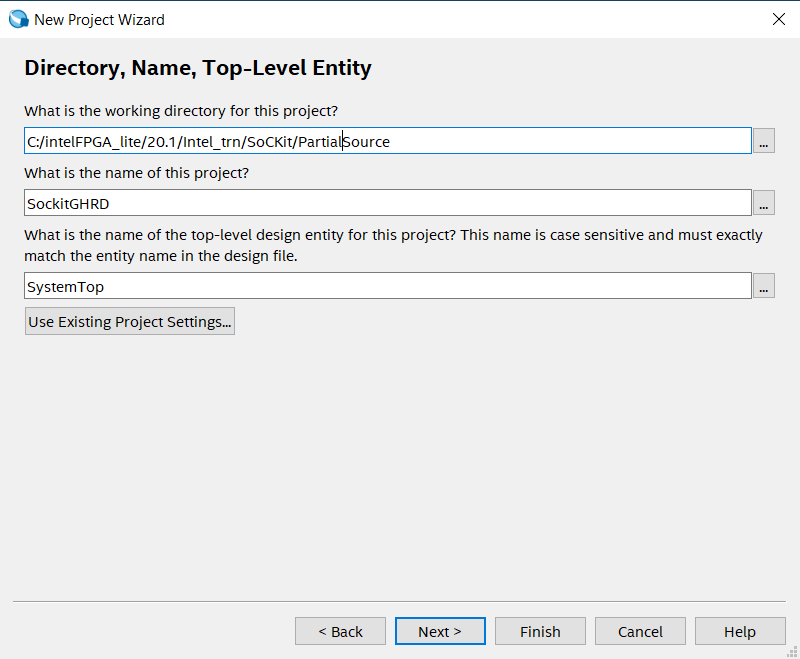 New Project Wizard
Directory, Name, Top-Level Entity
What is the working directory for this project?
C:/intelFPGA_lite/20.1/Intel_trn/SoCKit/PartialSource
...
What is the name of this project?
SockitGHRD
...
What is the name of the top-level design entity for this project? This name is case sensitive and must exactly
match the entity name in the design file.
SystemTop
...
Use Existing Project Settings...
< Back
Next >
Finish
Cancel
Help